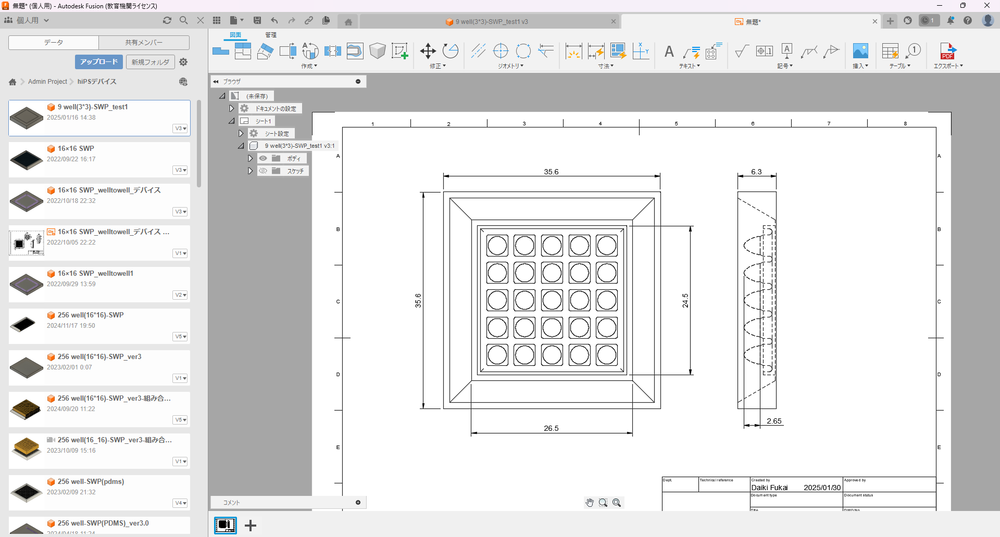 無題* (個人用) - Autodesk Fusion (教育機関ライセンス)
個人用
9 well(3*3)-SWP_test1 v3
無題*
1
データ
共有メンバー
アップロード
新規フォルダ
Admin Project
hiPSデバイス
9 well(3*3)-SWP_test1
2025/01/16 14:38
V3
16×16 SWP
2022/09/22 16:17
V3
16×16 SWP_welltowell_デバイス
2022/10/18 22:32
V3
16×16 SWP_welltowell_デバイス ...
2022/10/05 22:22
V1
16×16 SWP_welltowell1
2022/09/29 13:59
V2
256 well(16*16)-SWP
2024/11/17 19:50
V5
256 well(16*16)-SWP_ver3
2023/02/01 0:07
V1
256 well(16*16)-SWP_ver3-組み合...
2024/09/20 11:22
V5
256 well(16_16)-SWP_ver3-組み合...
2023/10/09 15:16
V1
256 well-SWP(pdms)
2023/02/09 21:32
V4
256 well-SWP(PDMS)_ver3.0
2024/04/18 11:24
図面
管理
作成
修正
ジオメトリ
寸法
テキスト
記号
挿入
テーブル
エクスポート
PDF
ブラウザ
(未保存)
ドキュメントの設定
シート1
シート設定
9 well(3*3)-SWP_test1 v3:1
ボディ
スケッチ
1 2 3 4 5 6 7 8
A
B
C
D
E
A
B
C
D
E
35.6
6.3
35.6
24.5
26.5
2.65
Dept.
Technical reference
Created by
Approved by
Daiki Fukai
2025/01/30
Document type
Document status
Title
DWG No.
コメント